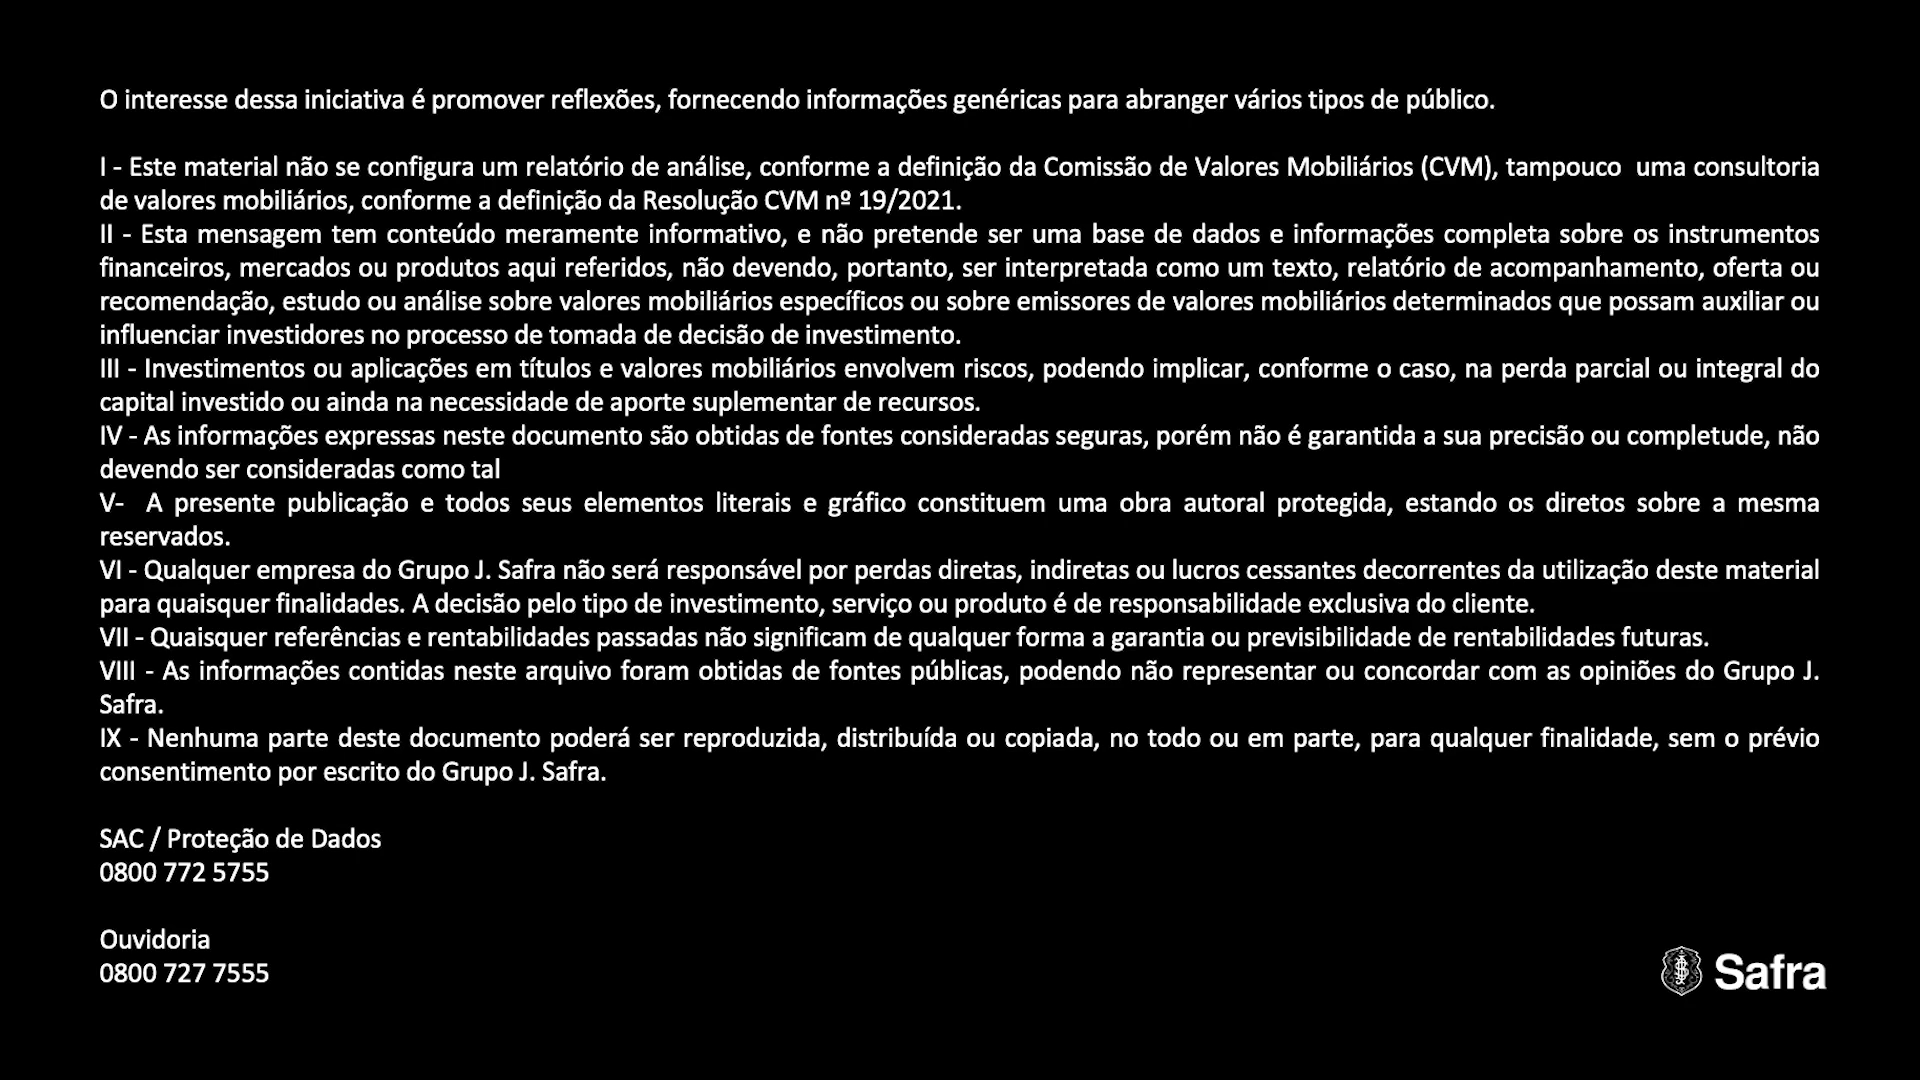 O interesse dessa iniciativa é promover reflexões, fornecendo informações genéricas para abranger vários tipos de público.
I - Este material não se configura um relatório de análise, conforme a definição da Comissão de Valores Mobiliários (CVM), tampouco uma consultoria
de valores mobiliários, conforme a definição da Resolução CVM nº 19/2021.
II - Esta mensagem tem conteúdo meramente informativo, e não pretende ser uma base de dados e informações completa sobre os instrumentos
financeiros, mercados ou produtos aqui referidos, não devendo, portanto, ser interpretada como um texto, relatório de acompanhamento, oferta ou
recomendação, estudo ou análise sobre valores mobiliários específicos ou sobre emissores de valores mobiliários determinados que possam auxiliar ou
influenciar investidores no processo de tomada de decisão de investimento.
III - Investimentos ou aplicações em títulos e valores mobiliários envolvem riscos, podendo implicar, conforme o caso, na perda parcial ou integral do
capital investido ou ainda na necessidade de aporte suplementar de recursos.
IV - As informações expressas neste documento são obtidas de fontes consideradas seguras, porém não é garantida a sua precisão ou completude, não
devendo ser consideradas como tal
V- A presente publicação e todos seus elementos literais e gráfico constituem uma obra autoral protegida, estando os diretos sobre a mesma
reservados.
VI - Qualquer empresa do Grupo J. Safra não será responsável por perdas diretas, indiretas ou lucros cessantes decorrentes da utilização deste material
para quaisquer finalidades. A decisão pelo tipo de investimento, serviço ou produto é de responsabilidade exclusiva do cliente.
VII - Quaisquer referências e rentabilidades passadas não significam de qualquer forma a garantia ou previsibilidade de rentabilidades futuras.
VIII - As informações contidas neste arquivo foram obtidas de fontes públicas, podendo não representar ou concordar com as opiniões do Grupo J.
Safra.
IX - Nenhuma parte deste documento poderá ser reproduzida, distribuída ou copiada, no todo ou em parte, para qualquer finalidade, sem o prévio
consentimento por escrito do Grupo J. Safra.
SAC / Proteção de Dados
0800 772 5755
Ouvidoria
0800 727 7555
Safra